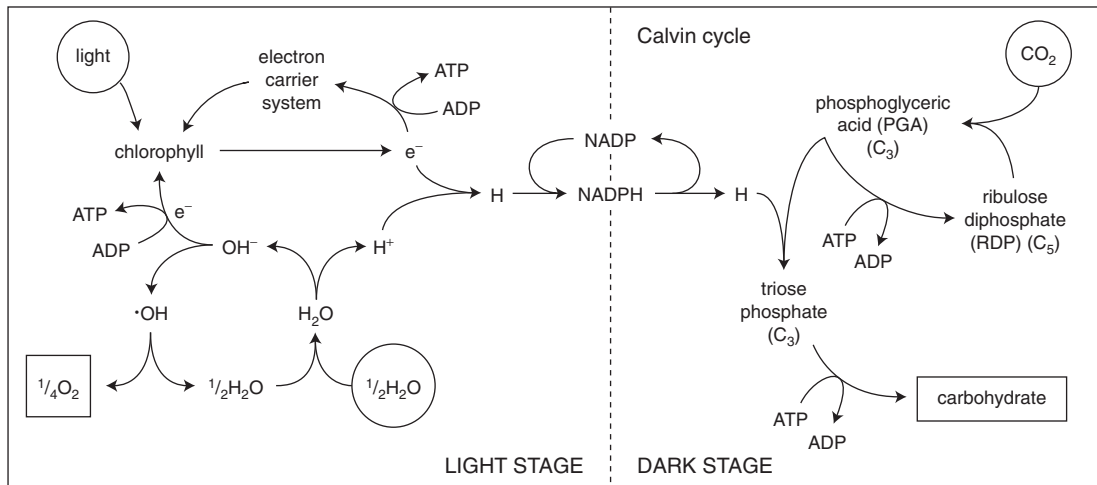 Calvin cycle
light
electron
carrier
system
ATP
ADP
chlorophyll
e⁻
ATP
e⁻
ADP
OH⁻
H⁺
•OH
H₂O
¹/₄O₂
¹/₂H₂O
¹/₂H₂O
H
NADP
NADPH
H
CO₂
phosphoglyceric
acid (PGA)
(C₃)
ribulose
diphosphate
(RDP) (C₅)
ATP
ADP
triose
phosphate
(C₃)
ATP
ADP
carbohydrate
LIGHT STAGE
DARK STAGE